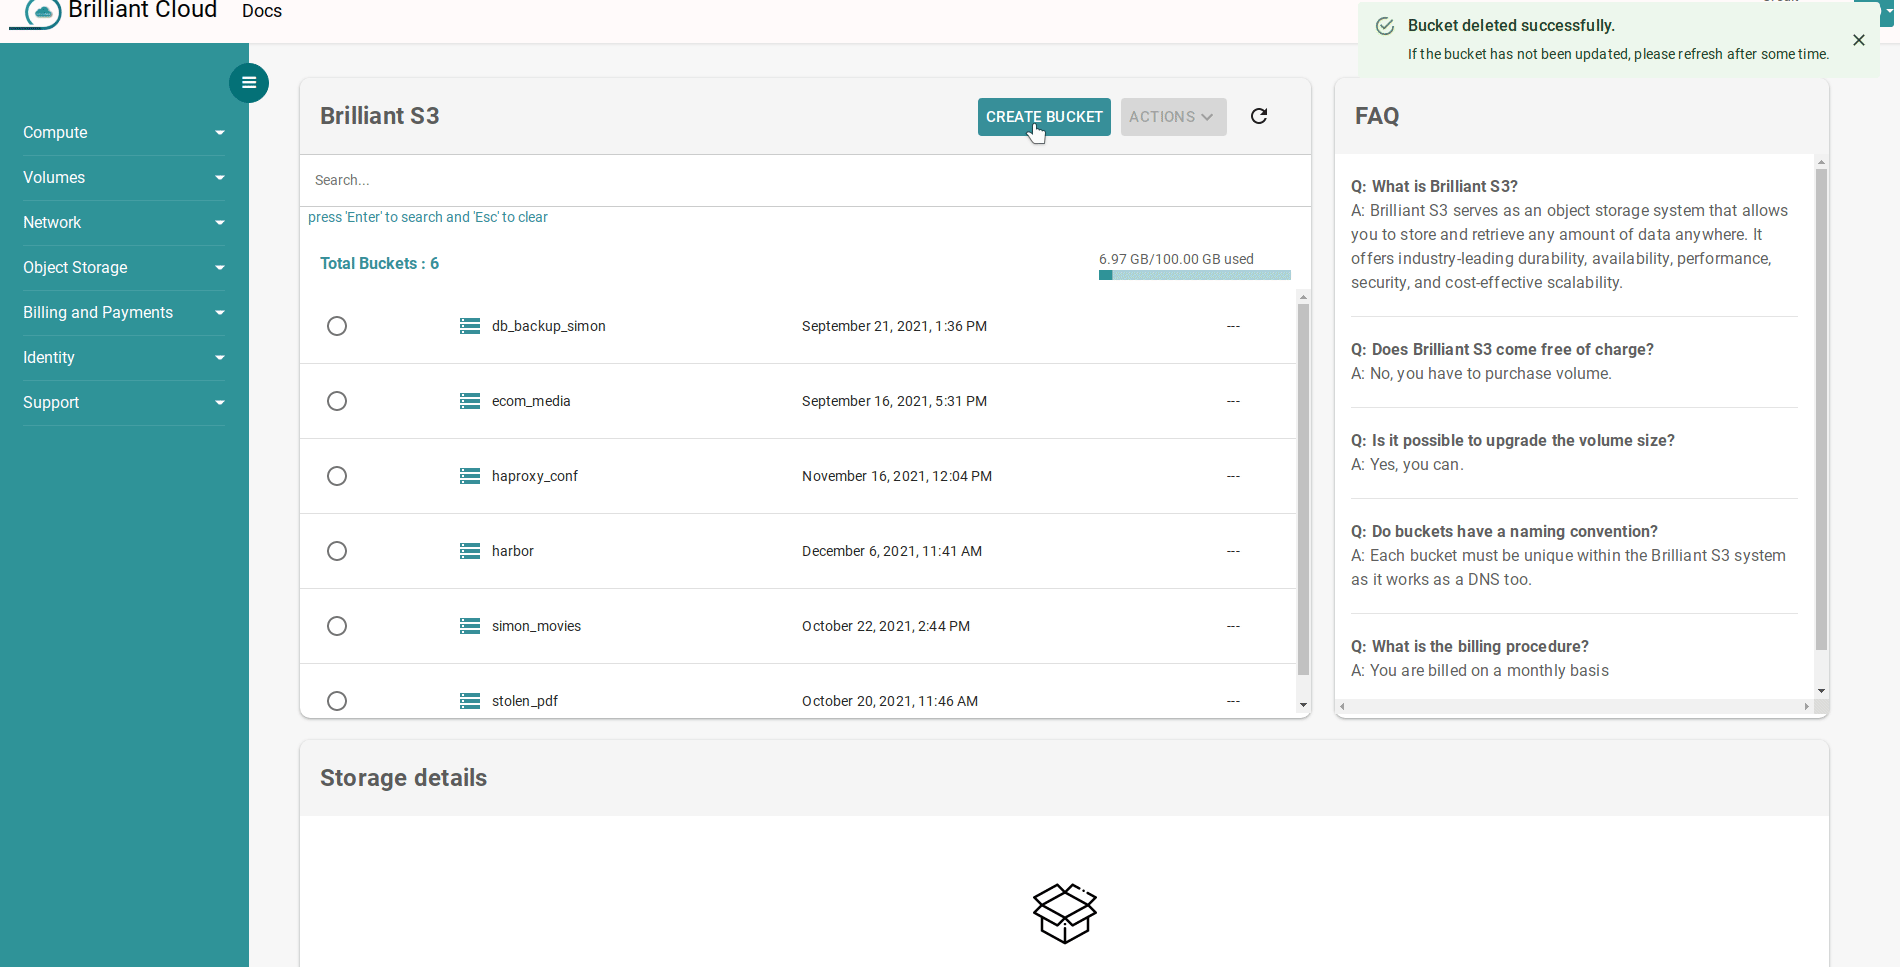 Brilliant Cloud
Docs
Bucket deleted successfully.
If the bucket has not been updated, please refresh after some time.
Compute
Volumes
Network
Object Storage
Billing and Payments
Identity
Support
Brilliant S3
CREATE BUCKET
ACTIONS
Search...
press 'Enter' to search and 'Esc' to clear
Total Buckets : 6
6.97 GB/100.00 GB used
db_backup_simon September 21, 2021, 1:36 PM ---
ecom_media September 16, 2021, 5:31 PM ---
haproxy_conf November 16, 2021, 12:04 PM ---
harbor December 6, 2021, 11:41 AM ---
simon_movies October 22, 2021, 2:44 PM ---
stolen_pdf October 20, 2021, 11:46 AM ---
FAQ
Q: What is Brilliant S3?
A: Brilliant S3 serves as an object storage system that allows
you to store and retrieve any amount of data anywhere. It
offers industry-leading durability, availability, performance,
security, and cost-effective scalability.
Q: Does Brilliant S3 come free of charge?
A: No, you have to purchase volume.
Q: Is it possible to upgrade the volume size?
A: Yes, you can.
Q: Do buckets have a naming convention?
A: Each bucket must be unique within the Brilliant S3 system
as it works as a DNS too.
Q: What is the billing procedure?
A: You are billed on a monthly basis
Storage details